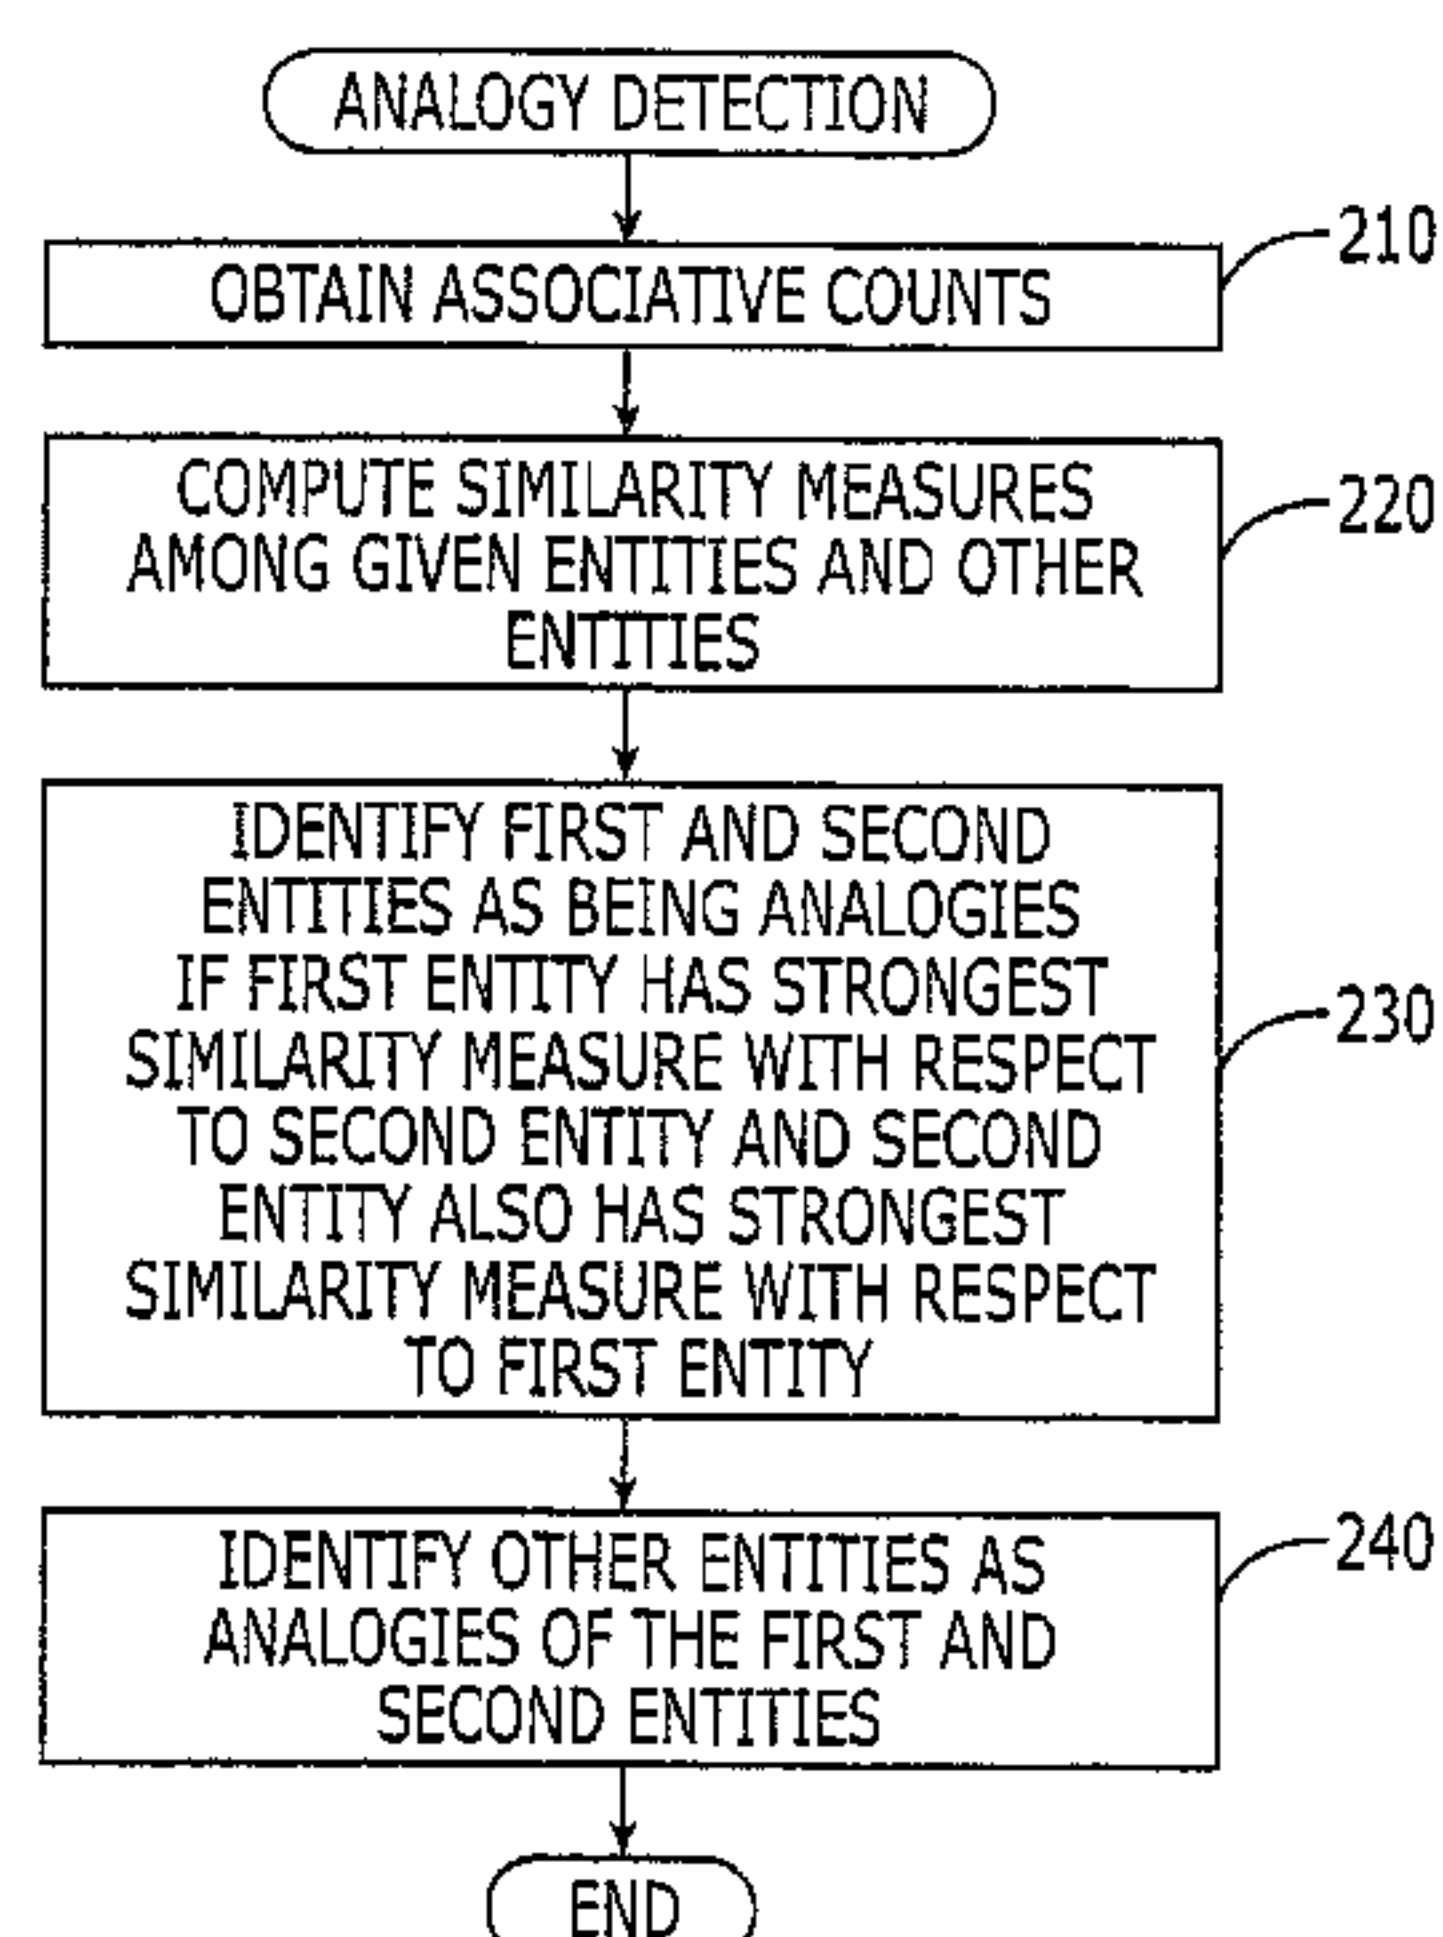 ANALOGY DETECTION
210
OBTAIN ASSOCIATIVE COUNTS
220
COMPUTE SIMILARITY MEASURES
AMONG GIVEN ENTITIES AND OTHER
ENTITIES
230
IDENTIFY FIRST AND SECOND
ENTITIES AS BEING ANALOGIES
IF FIRST ENTITY HAS STRONGEST
SIMILARITY MEASURE WITH RESPECT
TO SECOND ENTITY AND SECOND
ENTITY ALSO HAS STRONGEST
SIMILARITY MEASURE WITH RESPECT
TO FIRST ENTITY
240
IDENTIFY OTHER ENTITIES AS
ANALOGIES OF THE FIRST AND
SECOND ENTITIES
END